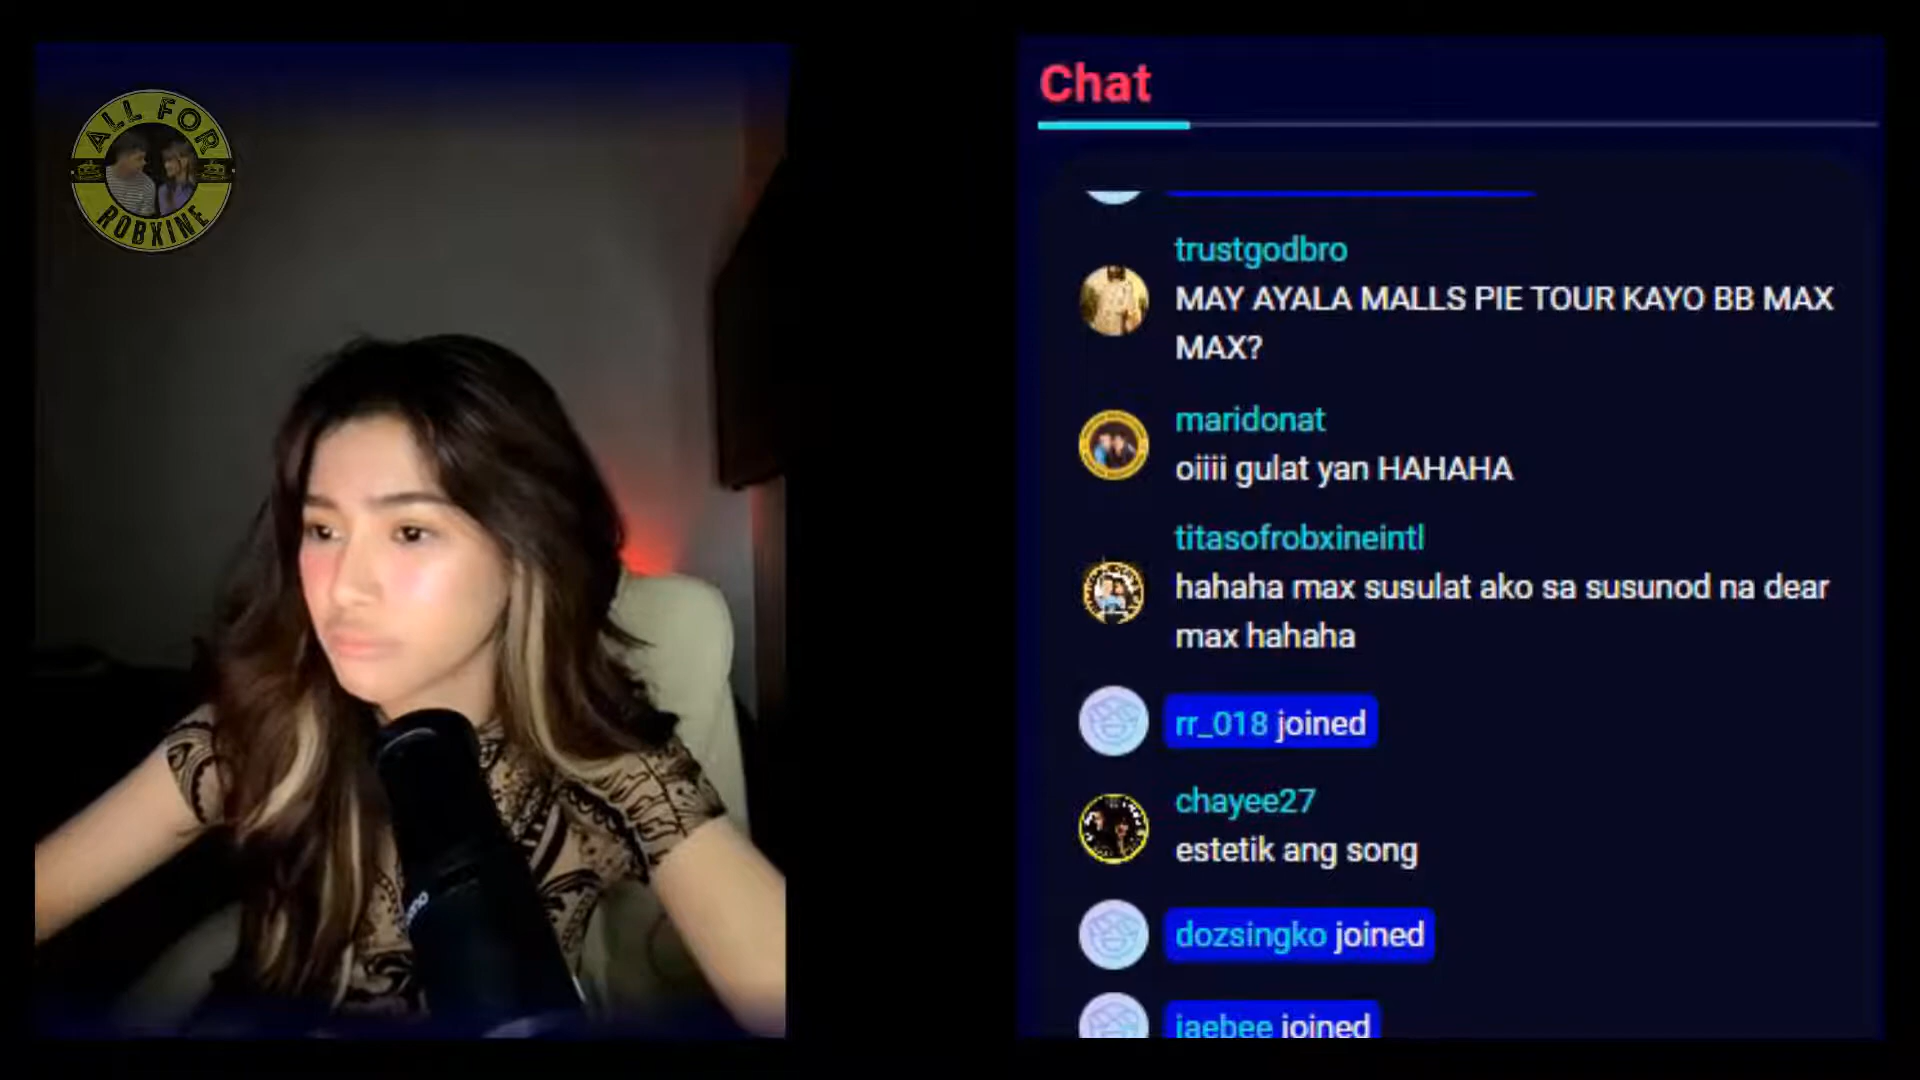 ALL FOR
ROBXINE
Chat
trustgodbro
MAY AYALA MALLS PIE TOUR KAYO BB MAX
MAX?
maridonat
oiiii gulat yan HAHAHA
titasofrobxineintl
hahaha max susulat ako sa susunod na dear
max hahaha
rr_018 joined
chayee27
estetik ang song
dozsingko joined
jaebee joined